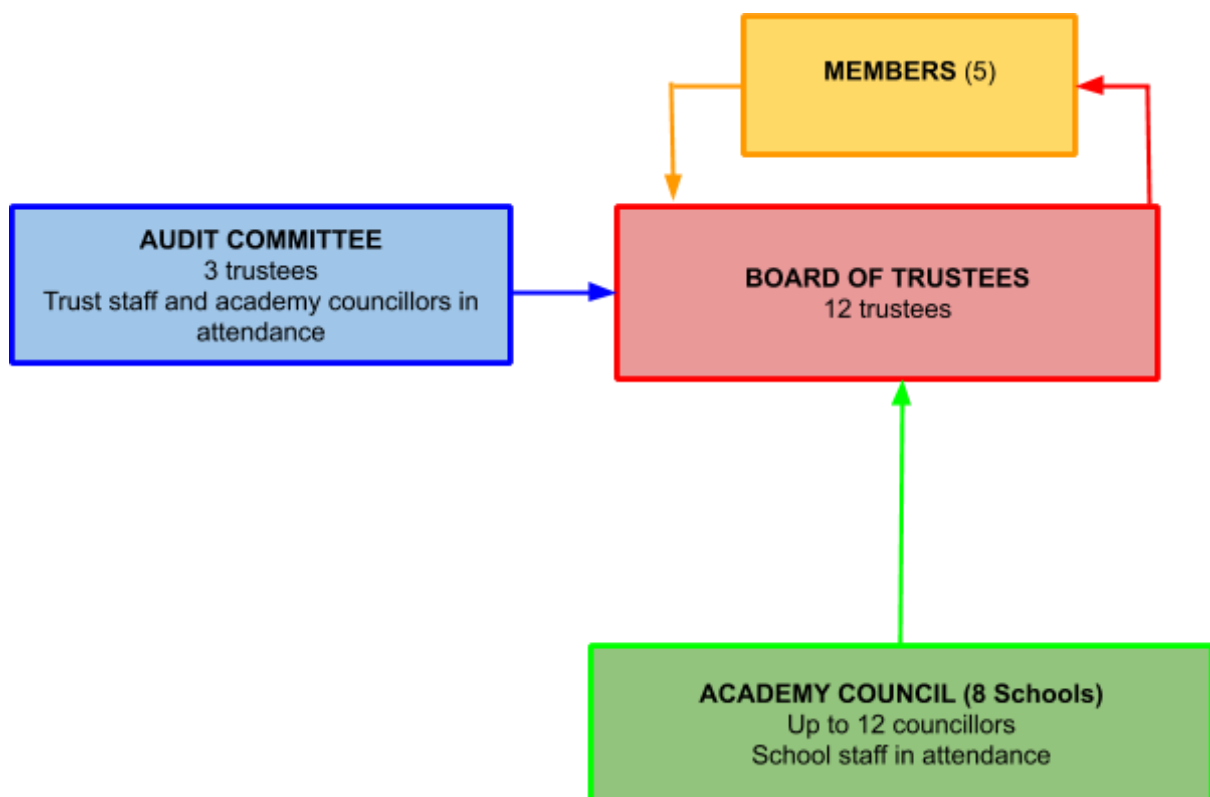 MEMBERS (5)
AUDIT COMMITTEE
3 trustees
Trust staff and academy councillors in
attendance
BOARD OF TRUSTEES
12 trustees
ACADEMY COUNCIL (8 Schools)
Up to 12 councillors
School staff in attendance